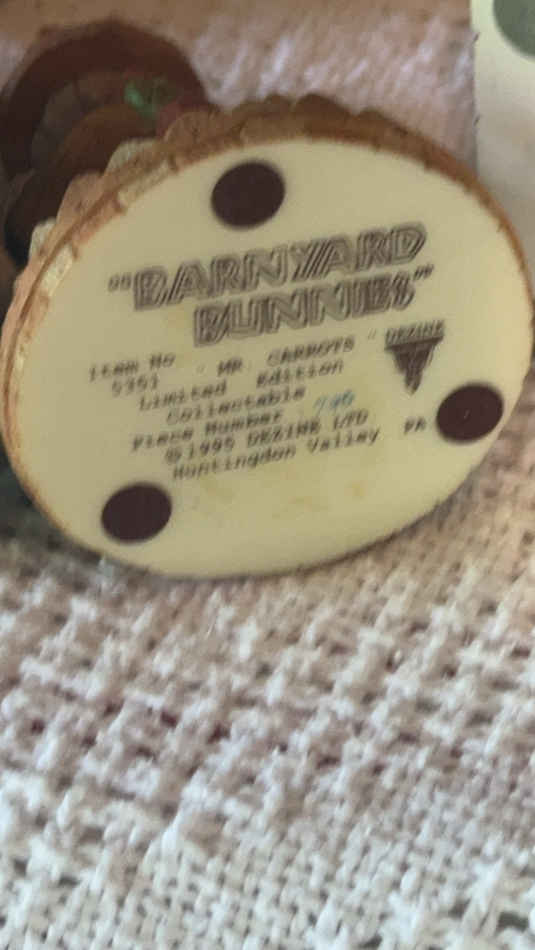 "BARNYARD
BUNNIES"
DEZINE
Item No "MR. CARROTS"
5351
Limited Edition
Collectable
Piece Number
©1995 DEZINE LTD
Huntingdon Valley PA